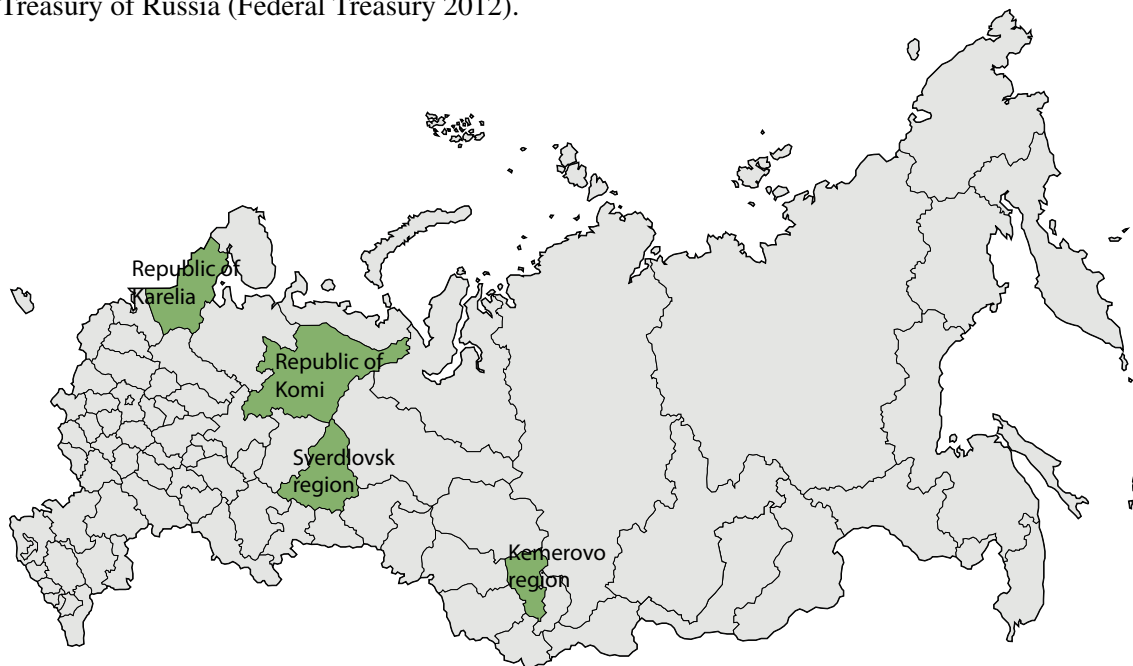 Treasury of Russia (Federal Treasury 2012).
Republic of
Karelia
Republic of
Komi
Sverdlovsk
region
Kemerovo
region